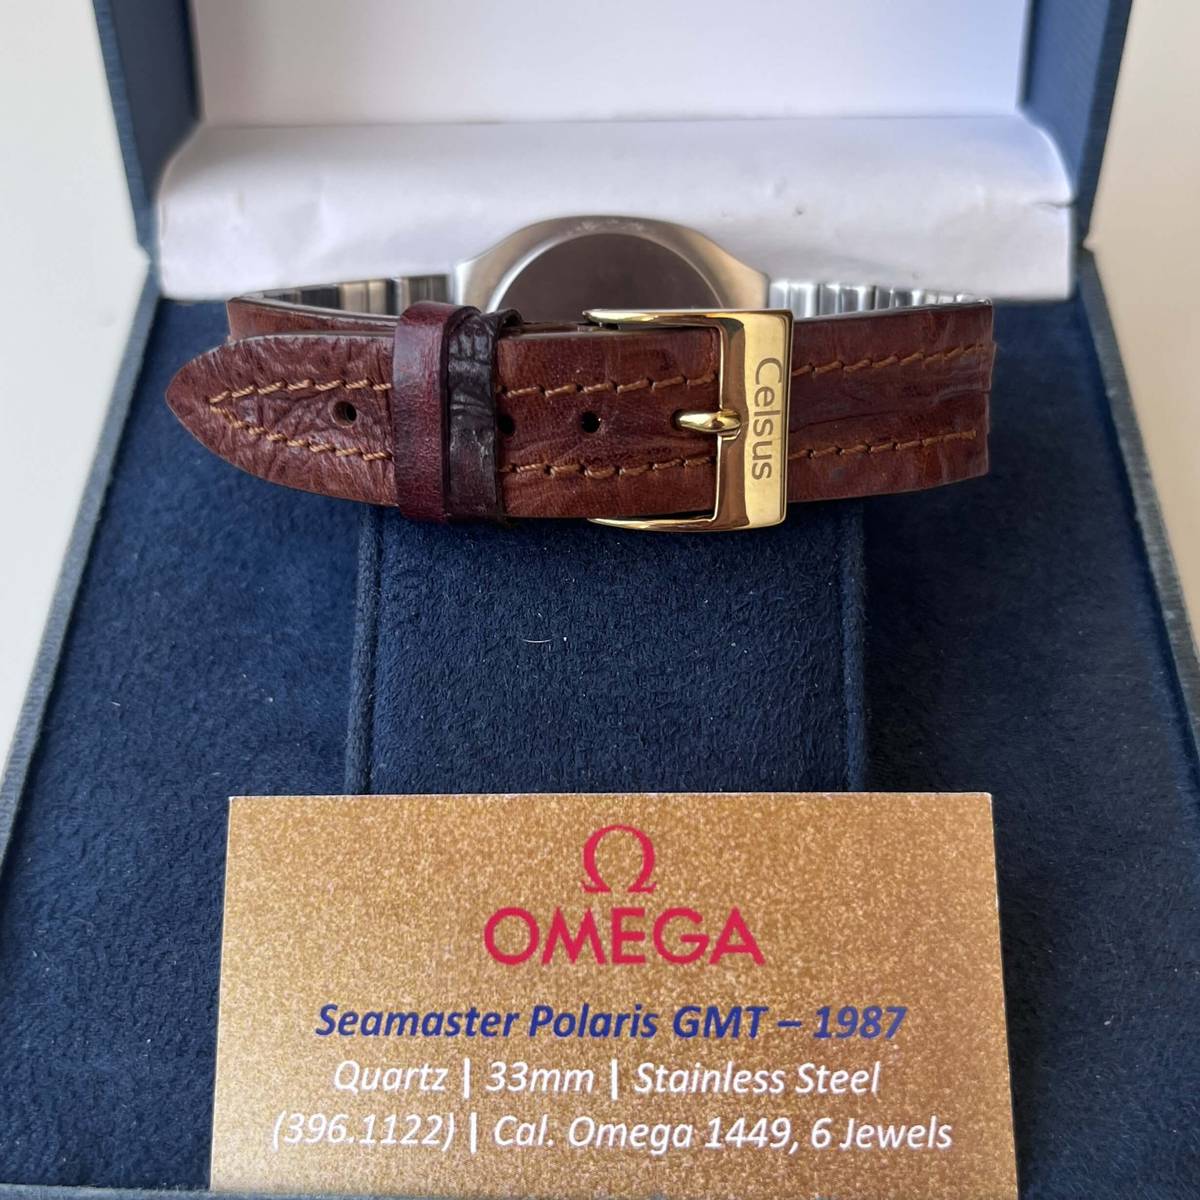 Celsus
Ω
OMEGA
Seamaster Polaris GMT – 1987
Quartz | 33mm | Stainless Steel
(396.1122) | Cal. Omega 1449, 6 Jewels